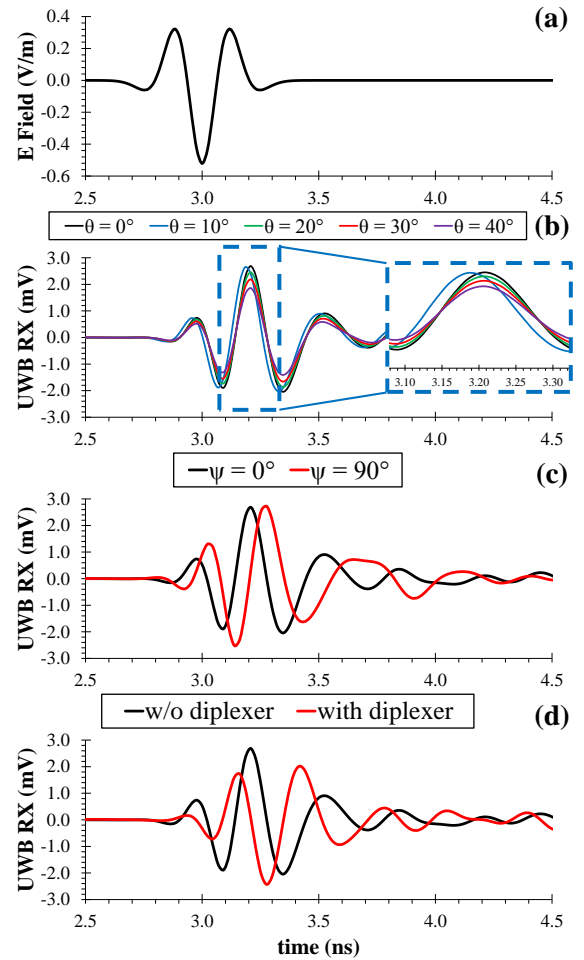 (a)
E Field (V/m)
0.4
0.2
0.0
-0.2
-0.4
-0.6
2.5 3.0 3.5 4.0 4.5
θ = 0° θ = 10° θ = 20° θ = 30° θ = 40°
(b)
UWB RX (mV)
3.0
2.0
1.0
0.0
-1.0
-2.0
-3.0
3.10 3.15 3.20 3.25 3.30
2.5 3.0 3.5 4.0 4.5
ψ = 0° ψ = 90°
(c)
UWB RX (mV)
3.0
2.0
1.0
0.0
-1.0
-2.0
-3.0
2.5 3.0 3.5 4.0 4.5
w/o diplexer with diplexer
(d)
UWB RX (mV)
3.0
2.0
1.0
0.0
-1.0
-2.0
-3.0
2.5 3.0 3.5 4.0 4.5
time (ns)